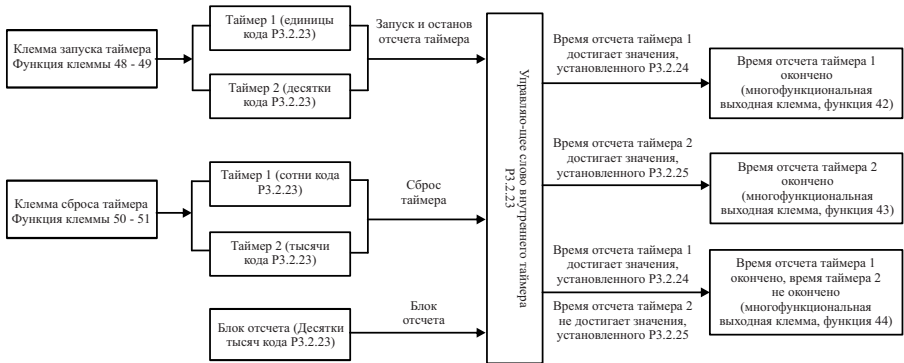 Клемма запуска таймера
Функция клеммы 48 - 49
Таймер 1 (единицы
кода P3.2.23)
Таймер 2 (десятки
кода P3.2.23)
Запуск и останов
отсчета таймера
Клемма сброса таймера
Функция клеммы 50 - 51
Таймер 1 (сотни кода
P3.2.23)
Таймер 2 (тысячи
кода P3.2.23)
Сброс
таймера
Блок отсчета (Десятки
тысяч кода P3.2.23)
Блок
отсчета
Управляю-щее слово внутреннего таймера
P3.2.23
Время отсчета таймера 1
достигает значения,
установленного P3.2.24
Время отсчета таймера 1
окончено
(многофункциональная
выходная клемма, функция 42)
Время отсчета таймера 2
достигает значения,
установленного P3.2.25
Время отсчета таймера 2
окончено
(многофункциональная
выходная клемма, функция 43)
Время отсчета таймера 1
достигает значения,
установленного P3.2.24
Время отсчета таймера 2
не достигает значения,
установленного P3.2.25
Время отсчета таймера 1
окончено, время таймера 2
не окончено
(многофункциональная
выходная клемма, функция 44)